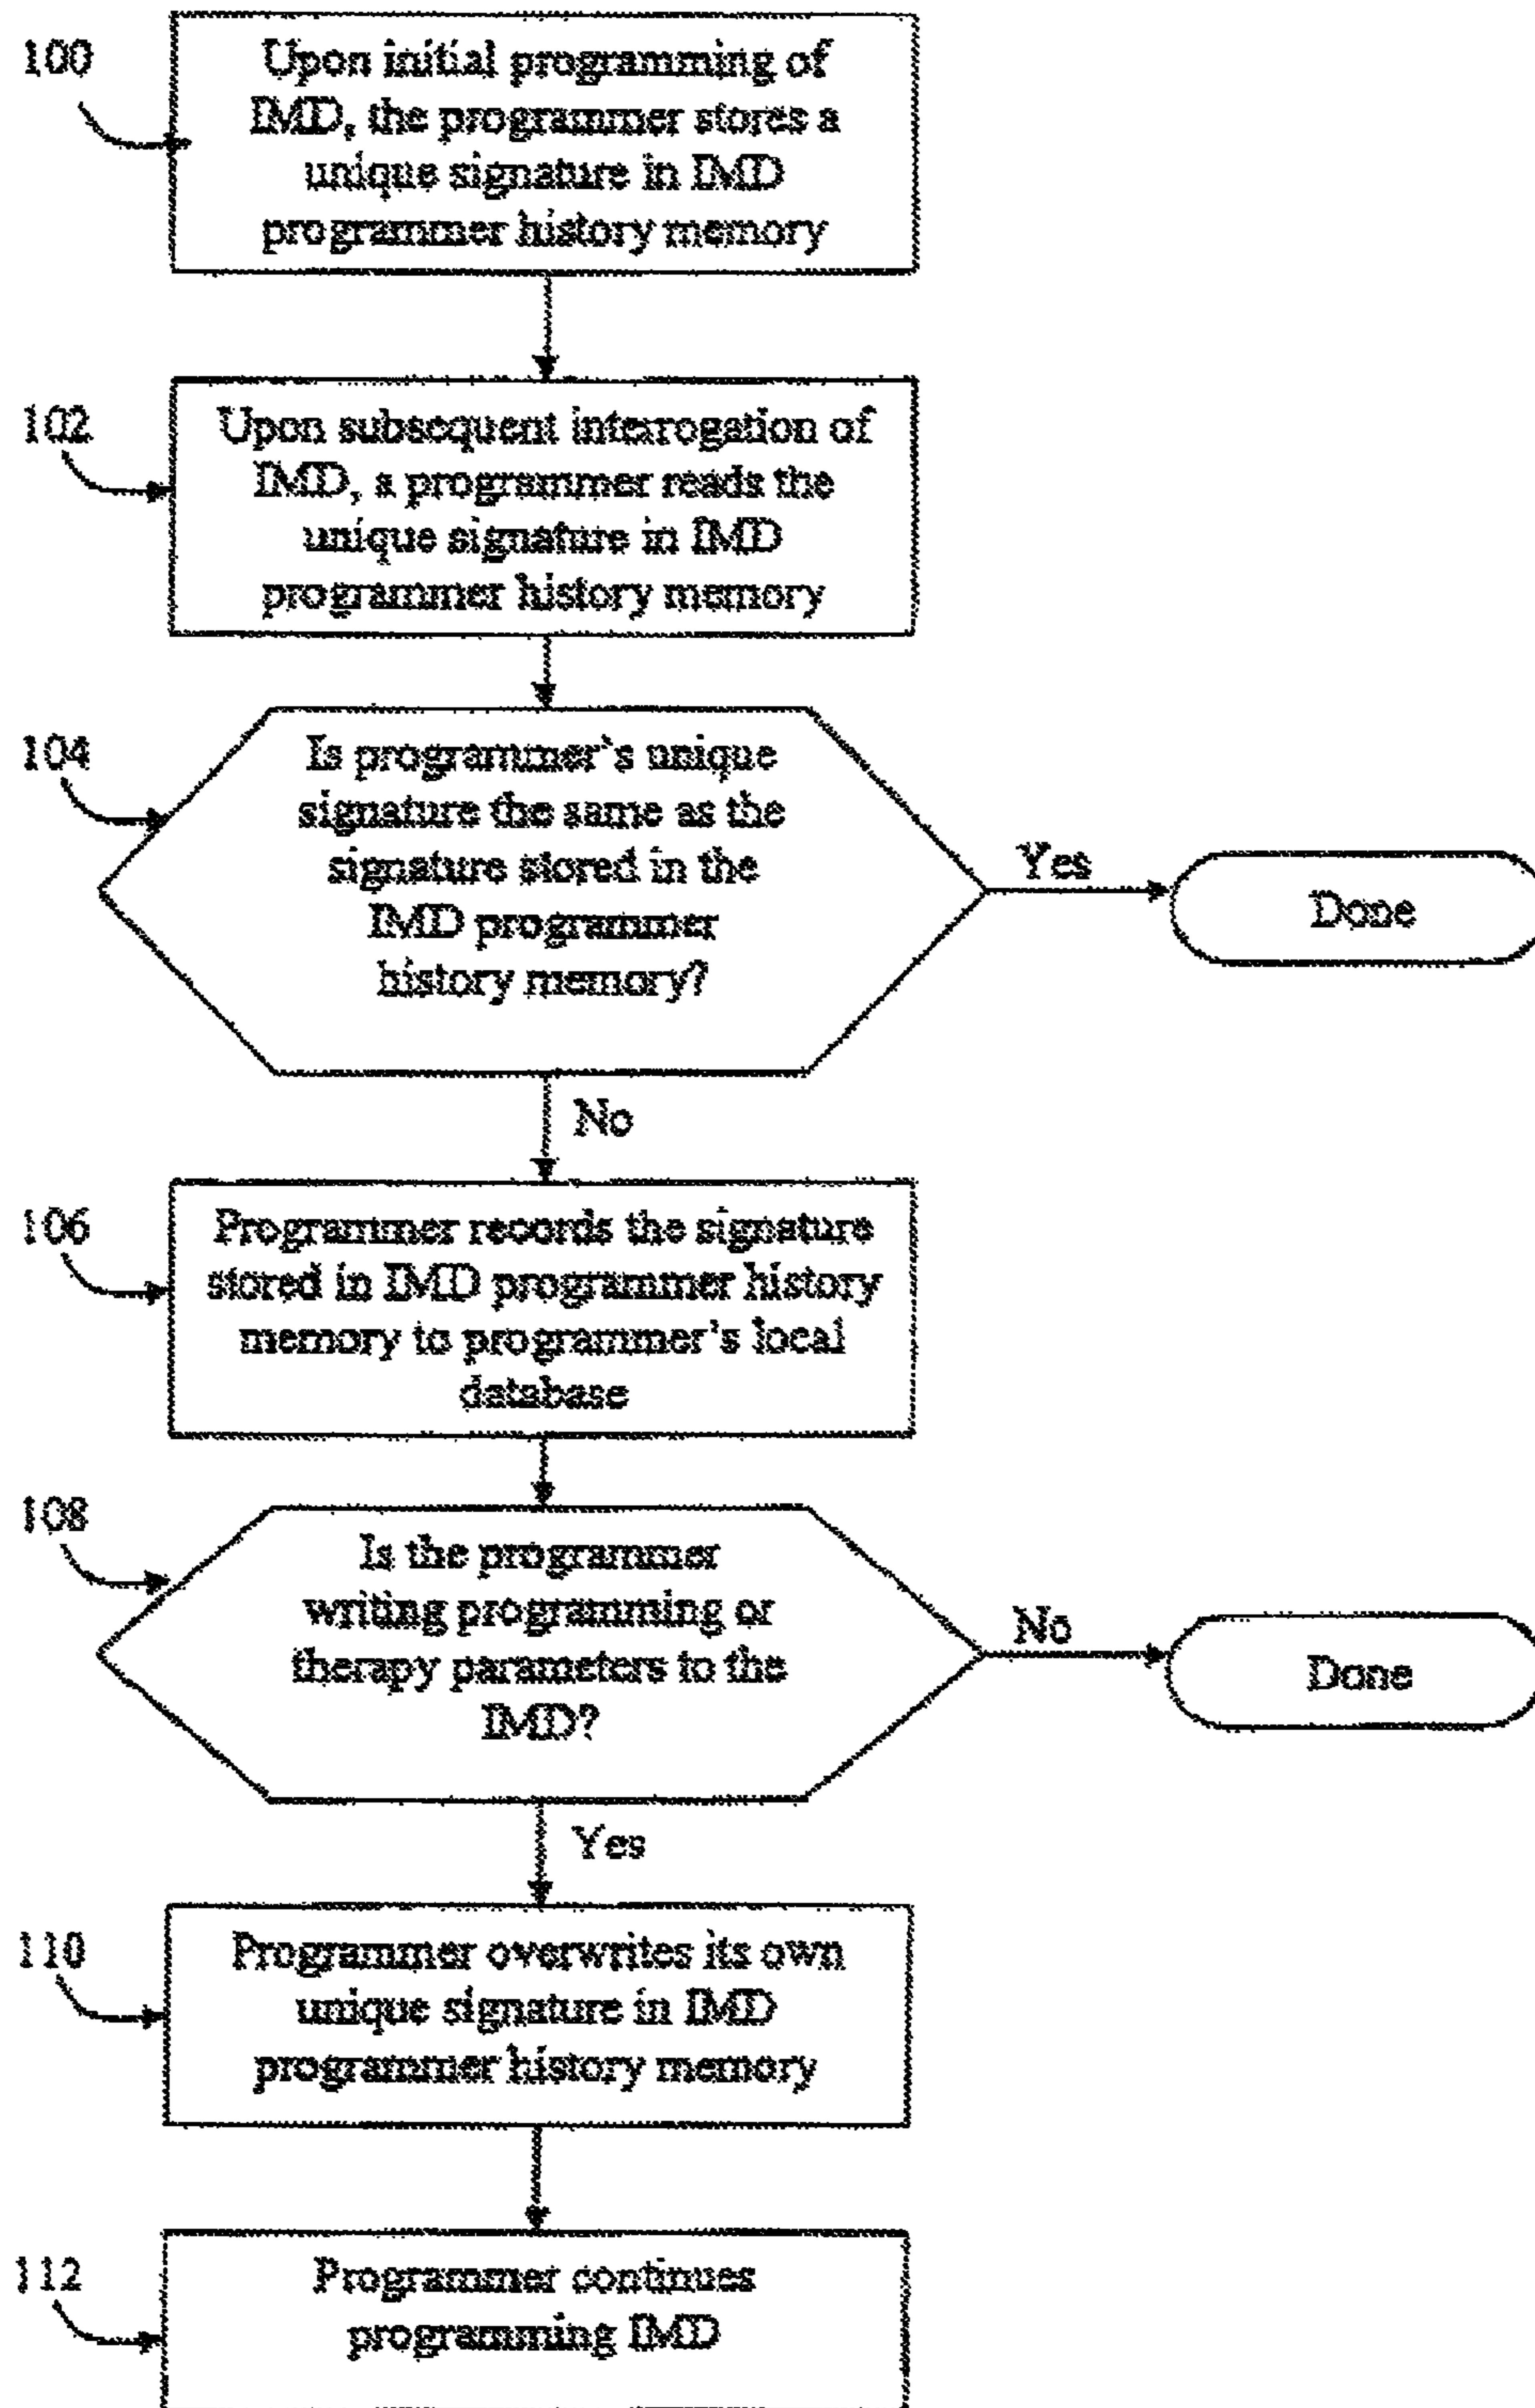 100
Upon initial programming of
IMD, the programmer stores a
unique signature in IMD
programmer history memory
102
Upon subsequent interrogation of
IMD, a programmer reads the
unique signature in IMD
programmer history memory
104
Is programmer's unique
signature the same as the
signature stored in the
IMD programmer
history memory?
Yes
Done
No
106
Programmer records the signature
stored in IMD programmer history
memory to programmer's local
database
108
Is the programmer
writing programming or
therapy parameters to the
IMD?
No
Done
Yes
110
Programmer overwrites its own
unique signature in IMD
programmer history memory
112
Programmer continues
programming IMD